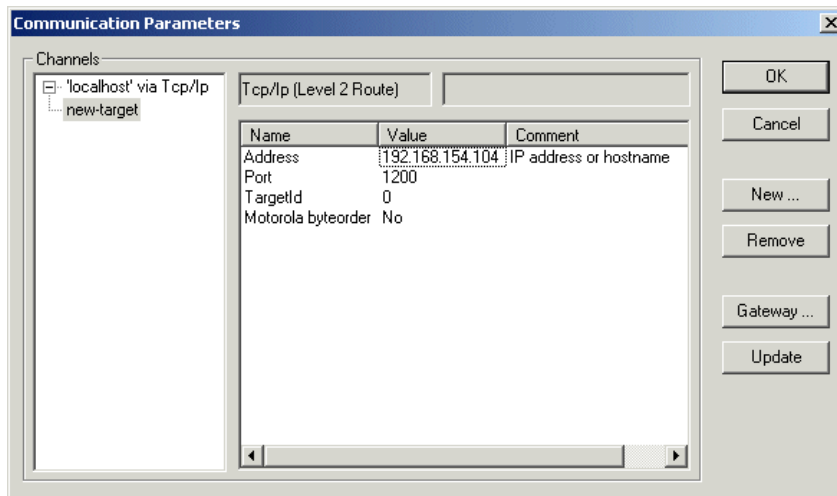 Communication Parameters
Channels
'localhost' via Tcp/Ip
new-target
Tcp/Ip (Level 2 Route)
Name Value Comment
Address 192.168.154.104 IP address or hostname
Port 1200
TargetId 0
Motorola byteorder No
OK
Cancel
New ...
Remove
Gateway ...
Update